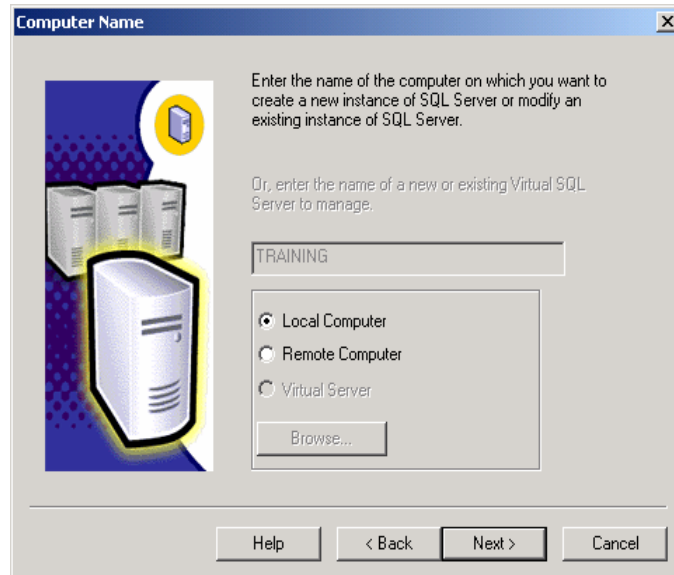 Computer Name
Enter the name of the computer on which you want to
create a new instance of SQL Server or modify an
existing instance of SQL Server.
Or, enter the name of a new or existing Virtual SQL
Server to manage.
TRAINING
Local Computer
Remote Computer
Virtual Server
Browse...
Help
< Back
Next >
Cancel